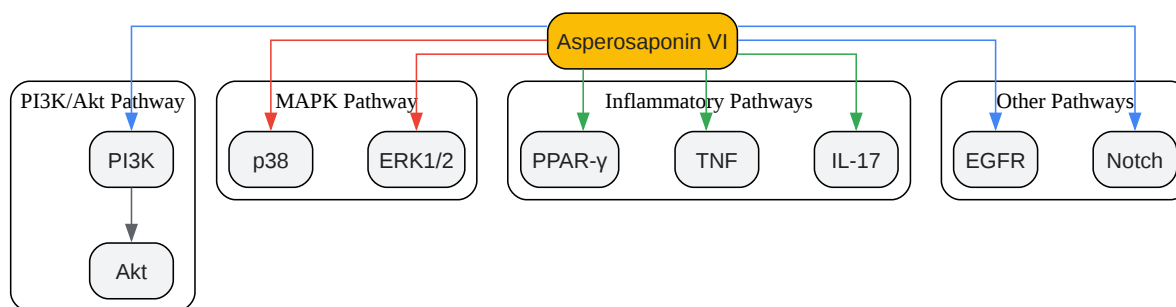 Asperosaponin VI
PI3K/Akt Pathway
MAPK Pathway
Inflammatory Pathways
Other Pathways
PI3K
p38
ERK1/2
PPAR-γ
TNF
IL-17
EGFR
Notch
Akt